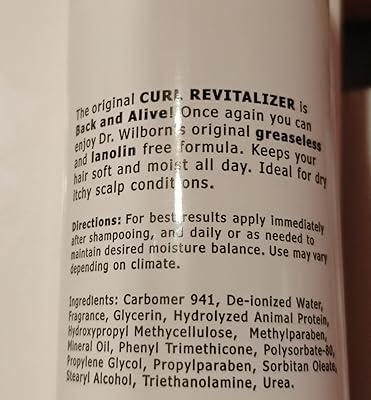 The original CURL REVITALIZER is
Back and Alive! Once again you can
enjoy Dr. Wilborn's original greaseless
and lanolin free formula. Keeps your
hair soft and moist all day. Ideal for dry
itchy scalp conditions.
Directions: For best results apply immediately
after shampooing, and daily or as needed to
maintain desired moisture balance. Use may vary
depending on climate.
Ingredients: Carbomer 941, De-ionized Water,
Fragrance, Glycerin, Hydrolyzed Animal Protein,
Hydroxypropyl Methycellulose, Methylparaben,
Mineral Oil, Phenyl Trimethicone, Polysorbate-80,
Propylene Glycol, Propylparaben, Sorbitan Oleate,
Stearyl Alcohol, Triethanolamine, Urea.